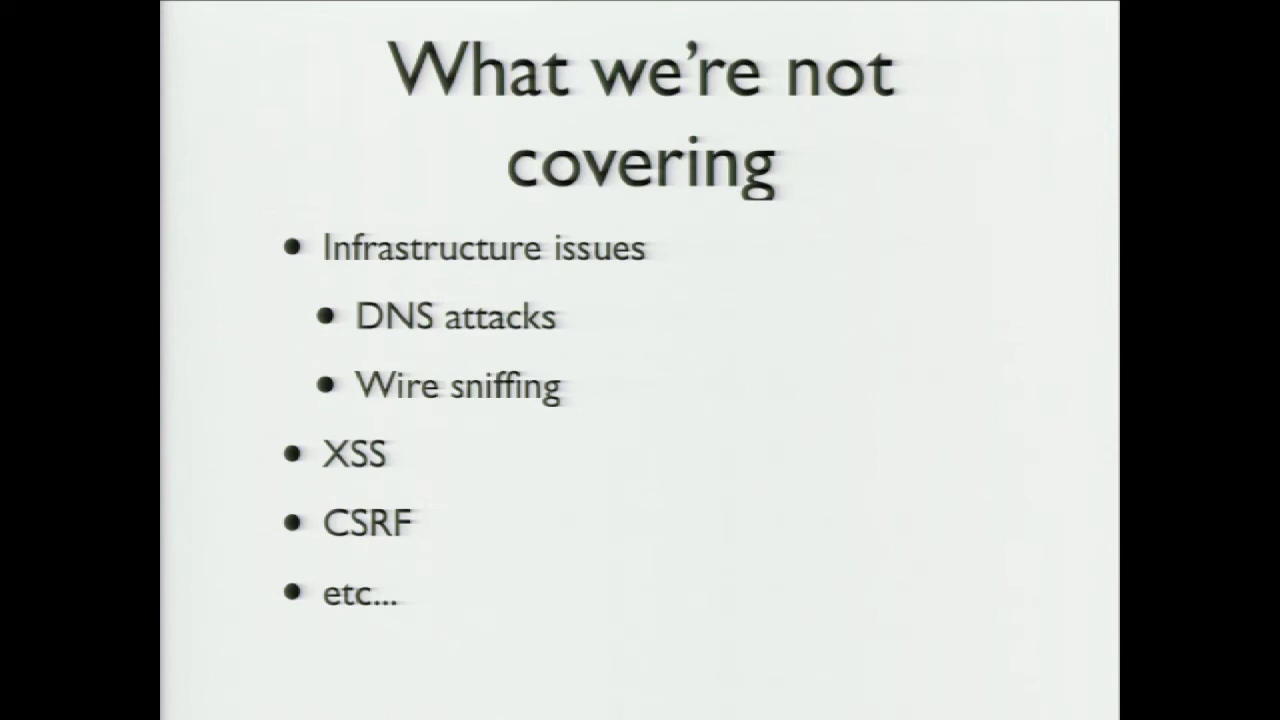 What we're not
covering
• Infrastructure issues
• DNS attacks
• Wire sniffing
• XSS
• CSRF
• etc...